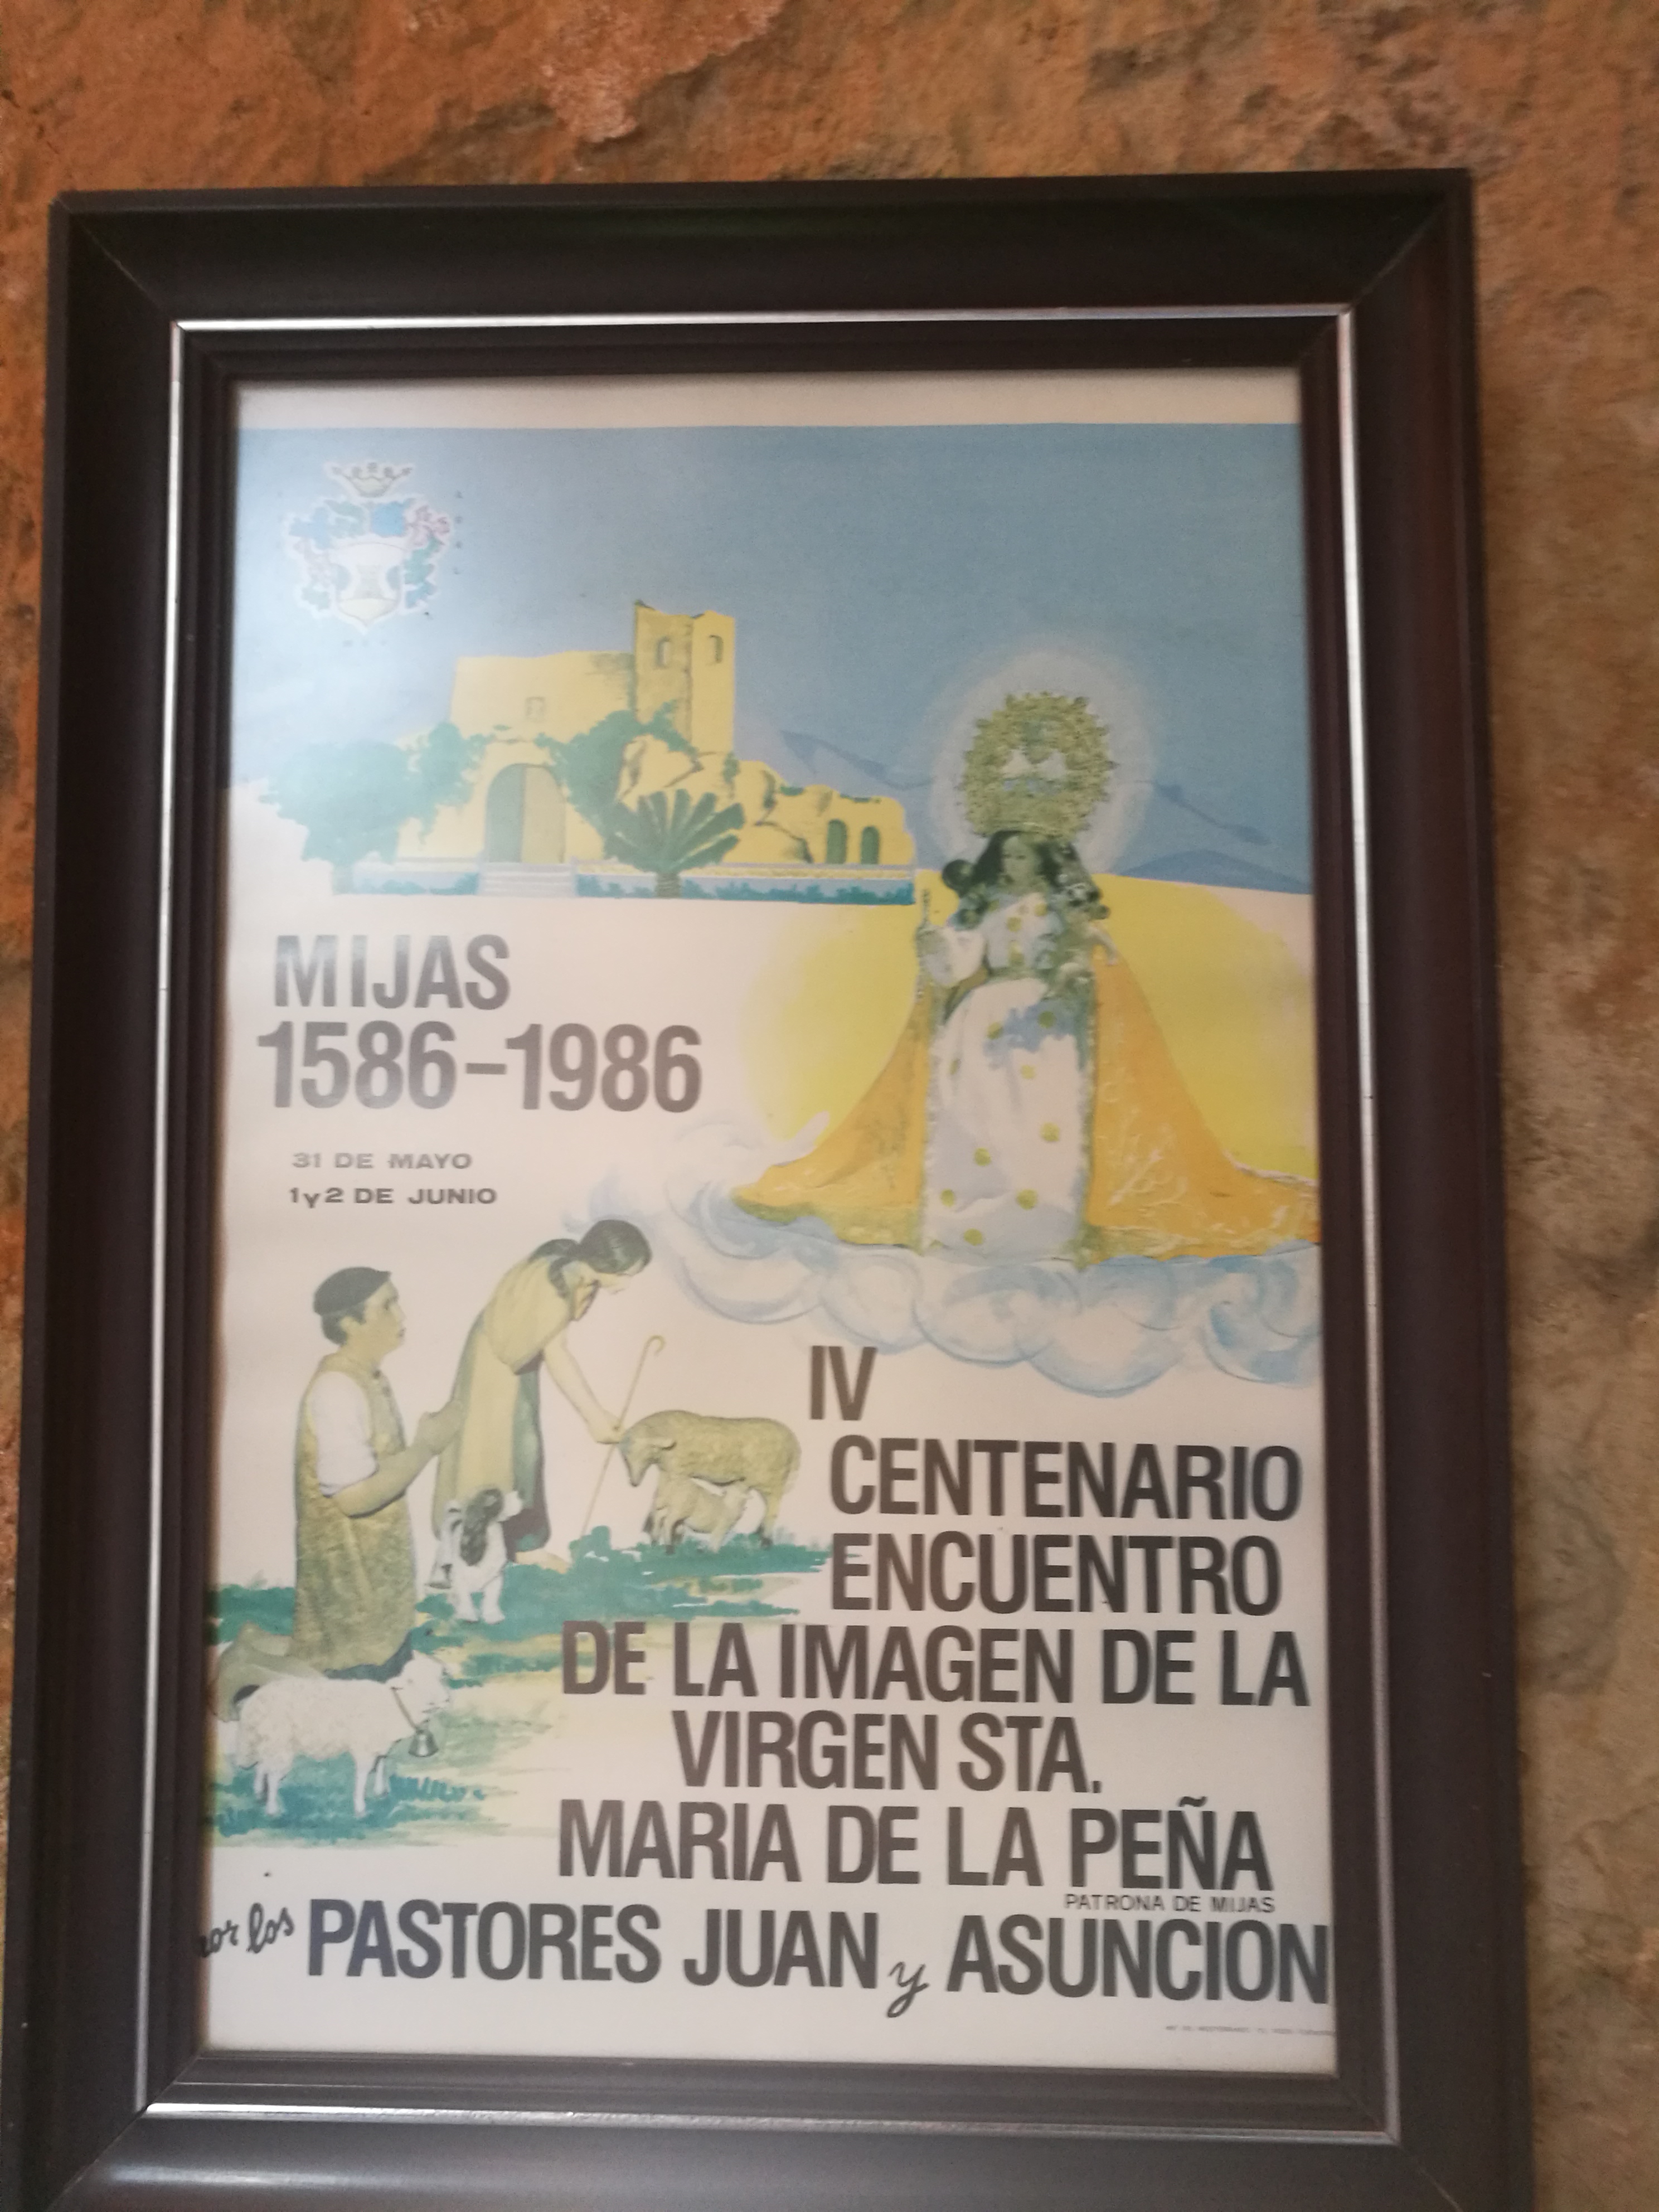 MIJAS
1586-1986
31 DE MAYO
1 y 2 DE JUNIO
IV
CENTENARIO
ENCUENTRO
DE LA IMAGEN DE LA
VIRGEN STA.
MARIA DE LA PEÑA
PATRONA DE MIJAS
por los PASTORES JUAN y ASUNCION